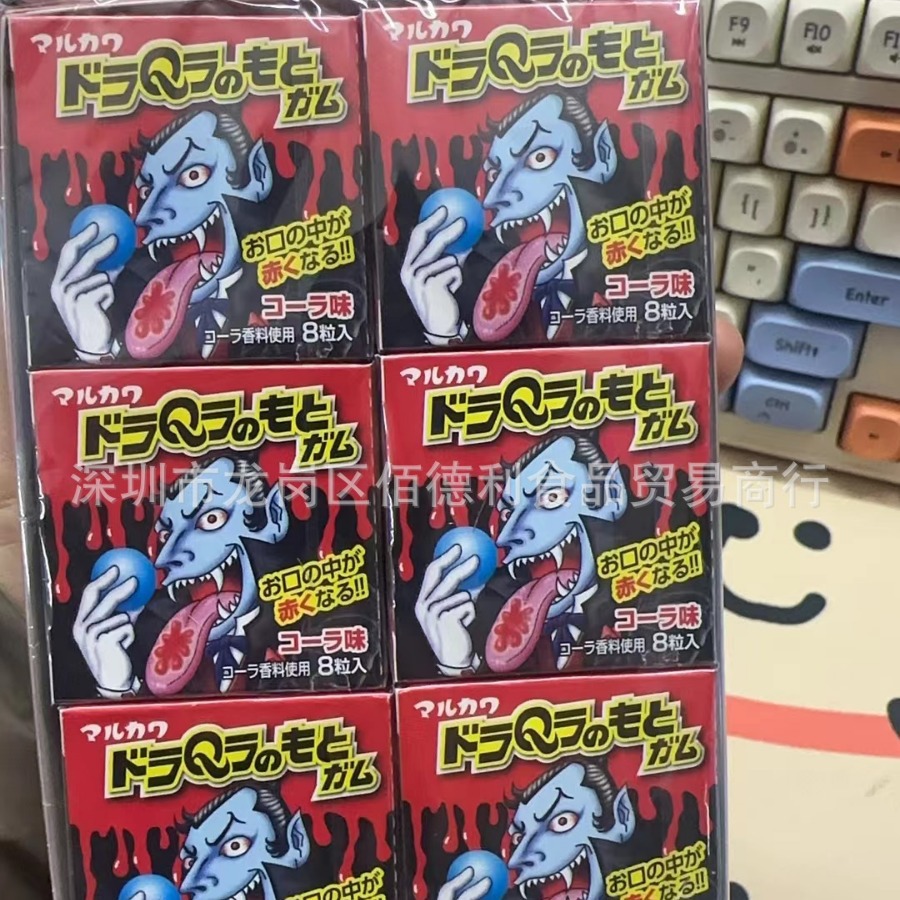 マルカワ
ドラQラのもと
ガム
お口の中が
赤くなる!!
コーラ味
コーラ香料使用 8粒入
マルカワ
ドラQラのもと
ガム
お口の中が
赤くなる!!
コーラ味
コーラ香料使用 8粒入
マルカワ
ドラQラのもと
ガム
お口の中が
赤くなる!!
コーラ味
コーラ香料使用 8粒入
マルカワ
ドラQラのもと
ガム
お口の中が
赤くなる!!
コーラ味
コーラ香料使用 8粒入
マルカワ
ドラQラのもと
ガム
お口の中が
マルカワ
ドラQラのもと
ガム
お口の中が
赤くなる!!
深圳市龙岗区佰德利食品贸易商行
F9
F10
{[
}]
Enter
Shift